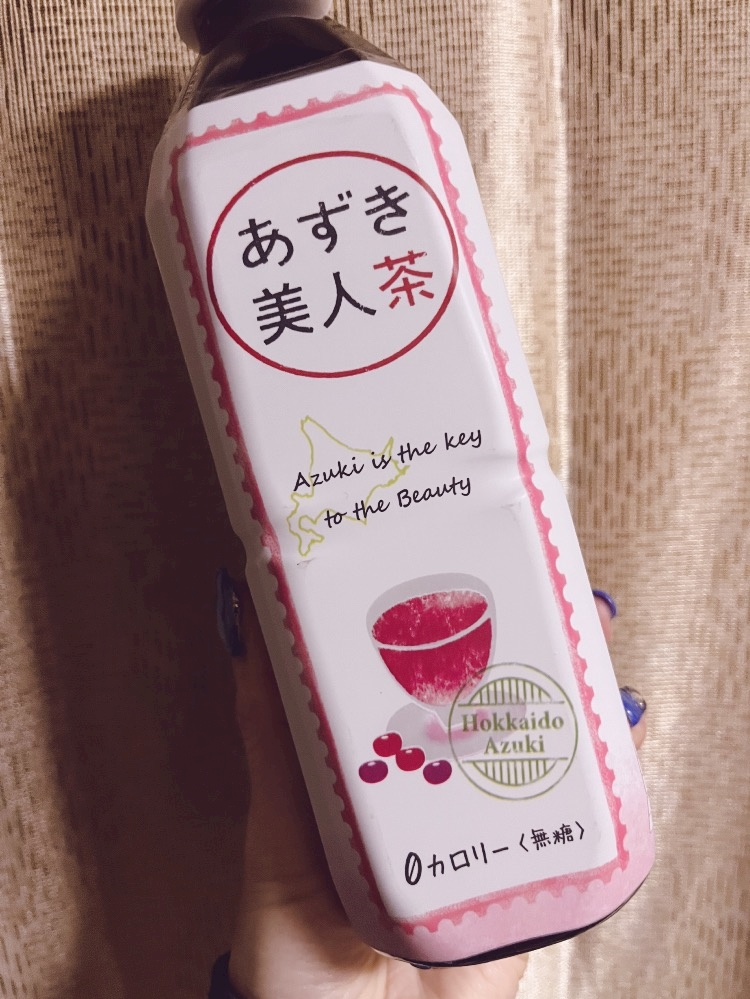 あずき
美人茶
Azuki is the key
to the Beauty
Hokkaido
Azuki
0カロリー〈無糖〉